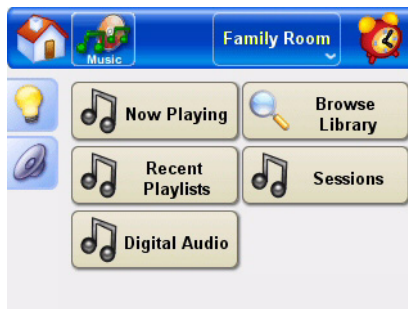 Music
Family Room
Now Playing
Browse
Library
Recent
Playlists
Sessions
Digital Audio